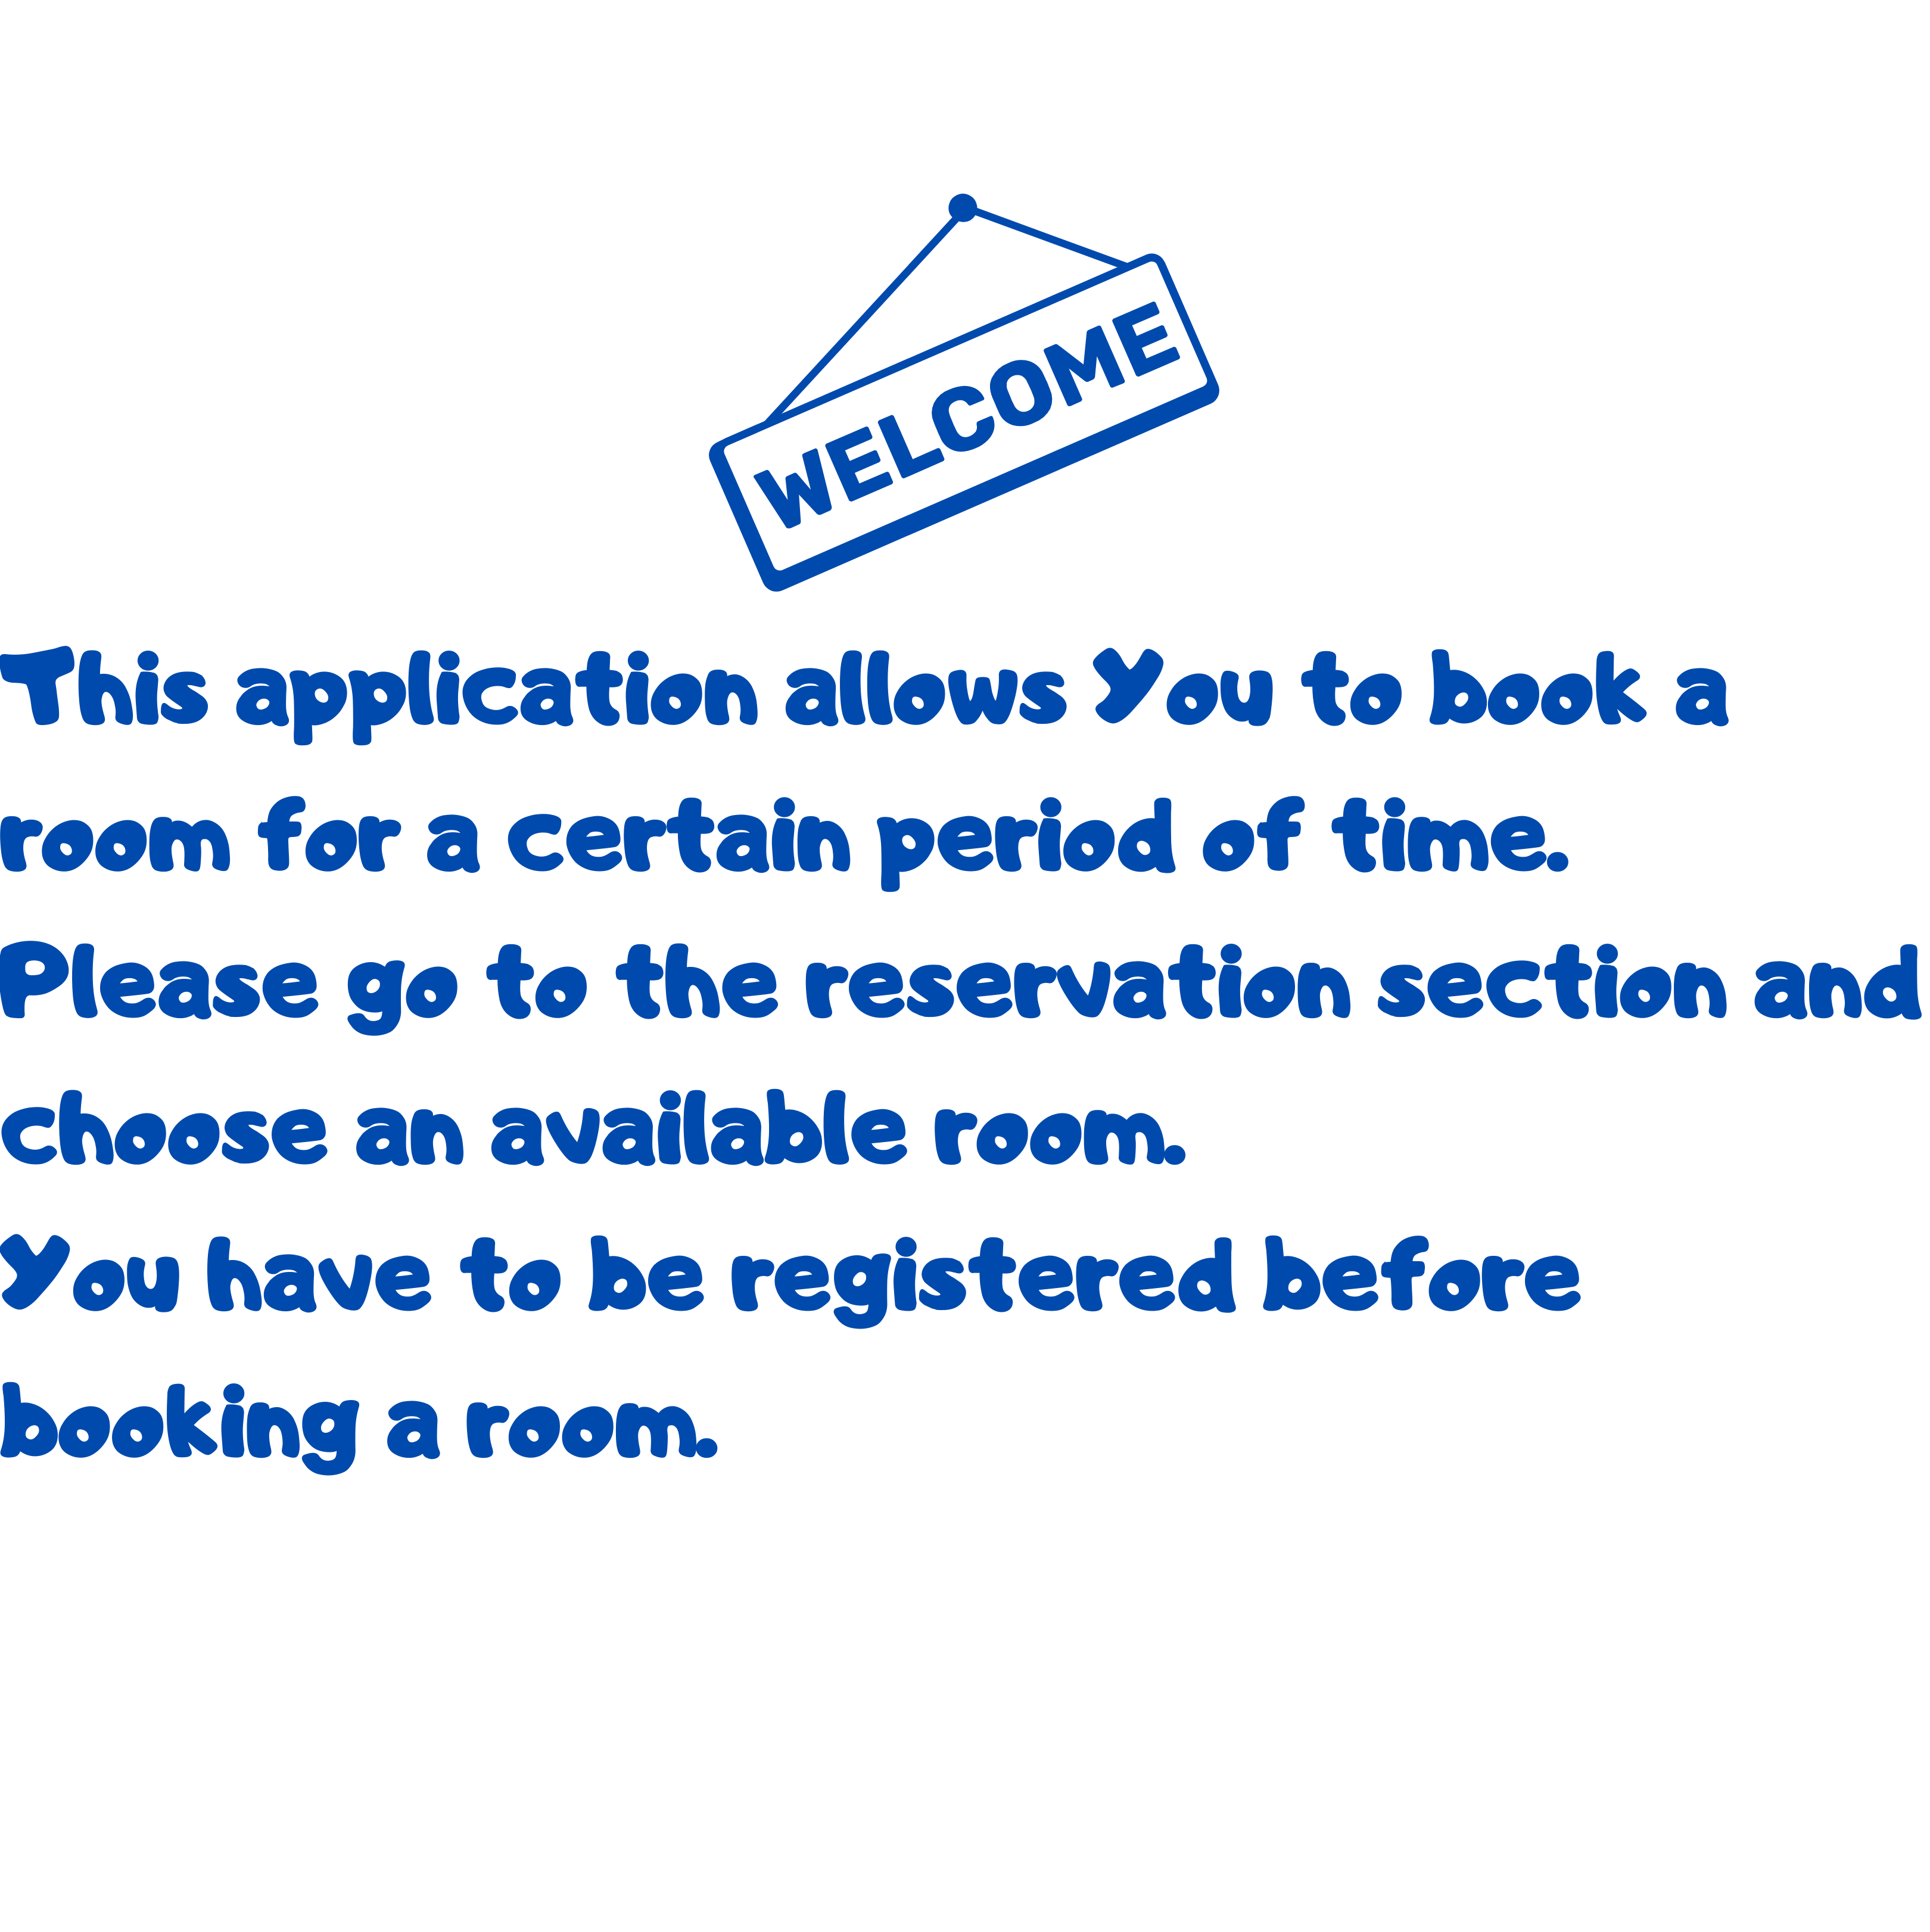 WELCOME
This application allows You to book a
room for a certain period of time.
Please go to the reservation section and
choose an available room.
You have to be registered before
booking a room.